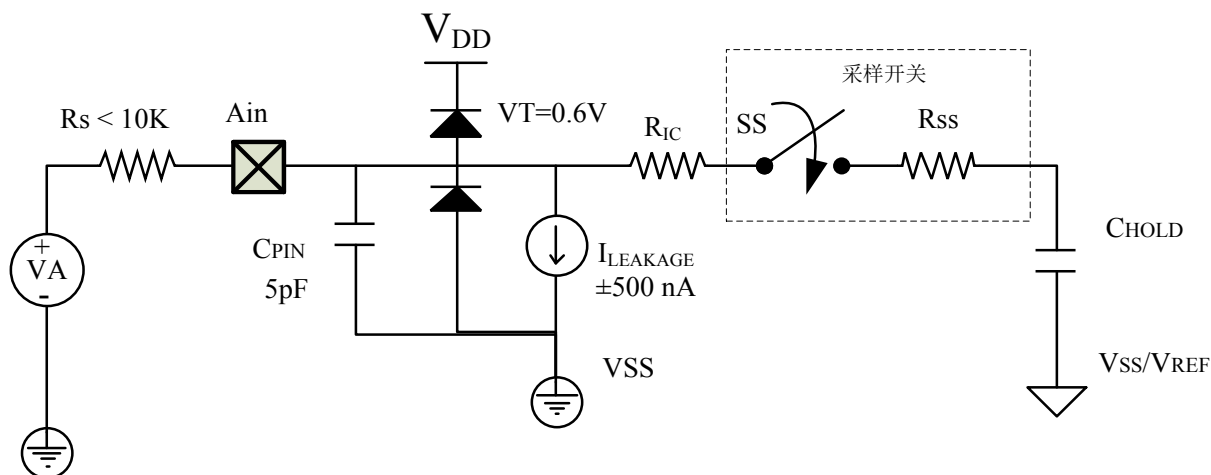 VDD
采样开关
Rs < 10K
Ain
VT=0.6V
RIC
SS
Rss
+
VA
-
CPIN
5pF
ILEAKAGE
±500 nA
CHOLD
VSS
VSS/VREF